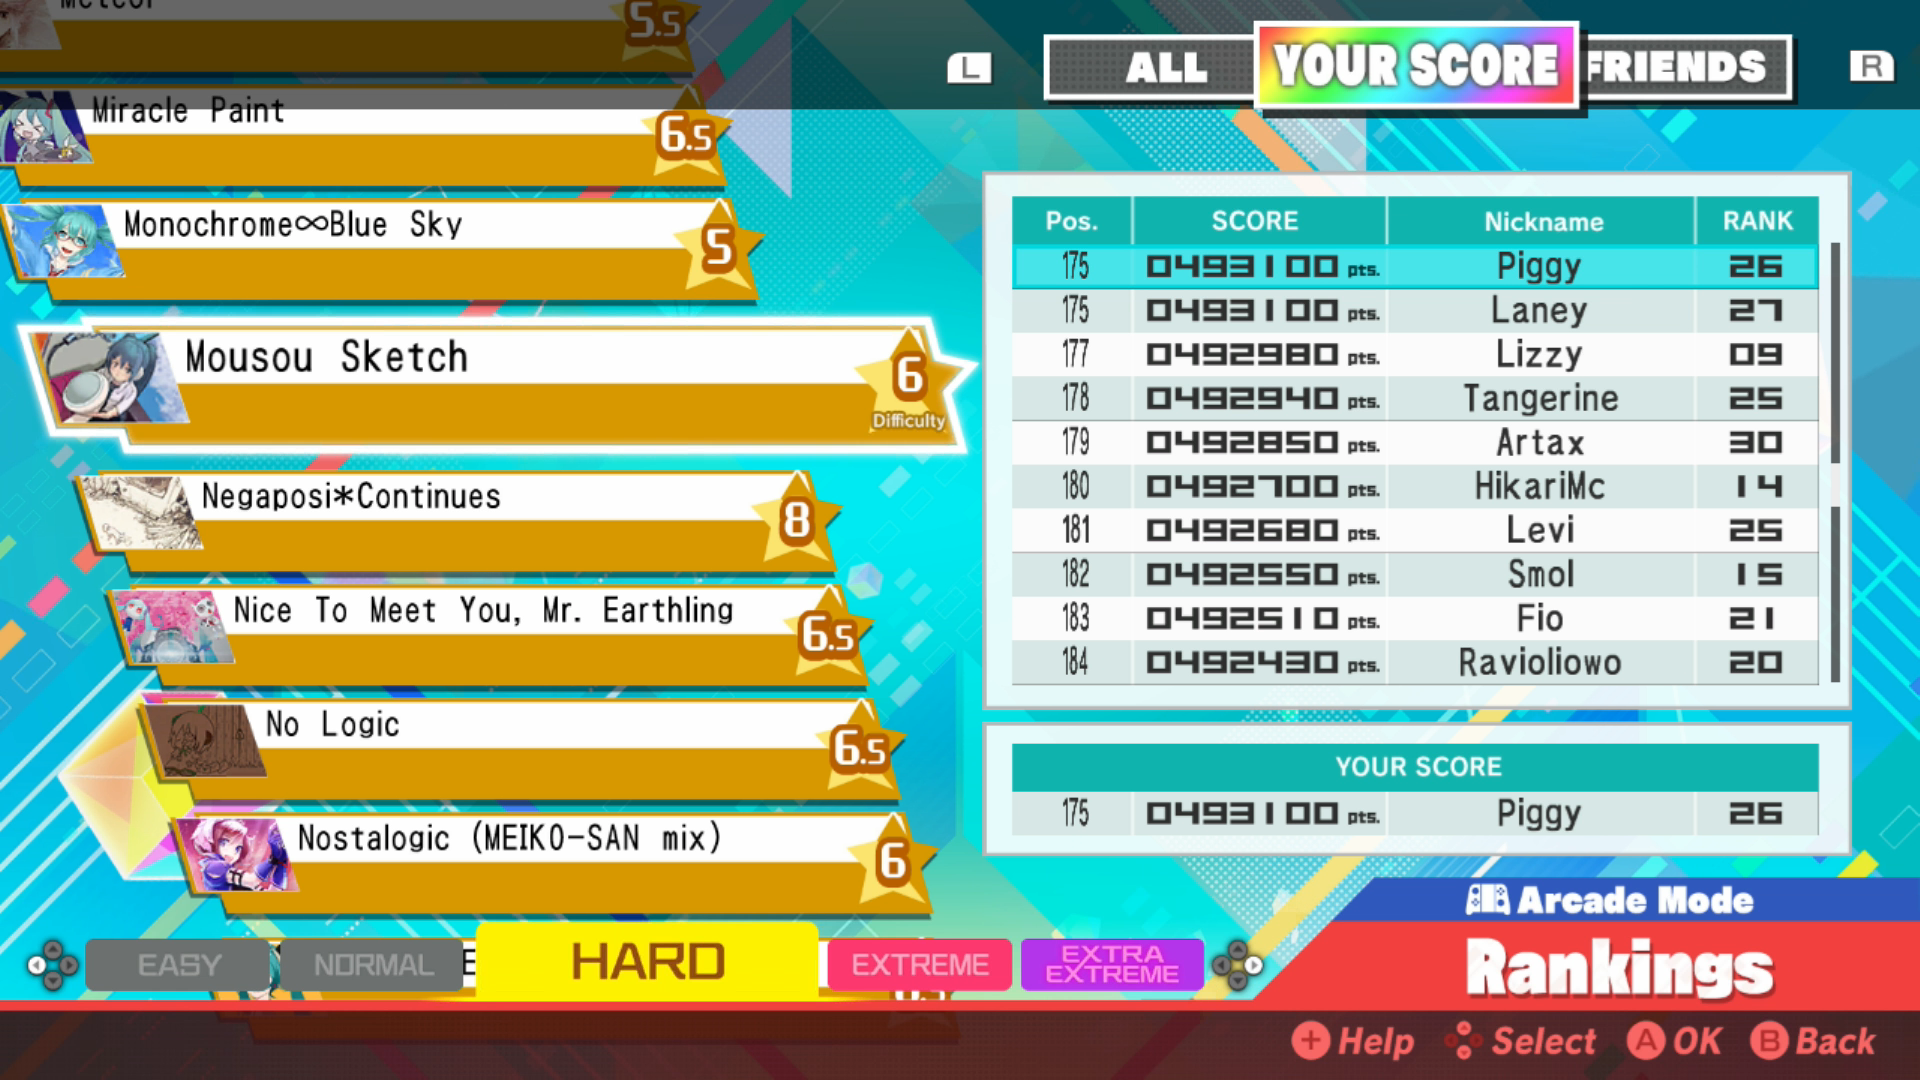 Meteor
5.5
Miracle Paint
6.5
Monochrome∞Blue Sky
5
Mousou Sketch
6
Difficulty
Negaposi*Continues
8
Nice To Meet You, Mr. Earthling
6.5
No Logic
6.5
Nostalogic (MEIKO-SAN mix)
6
EASY NORMAL HARD EXTREME EXTRA EXTREME
L ALL YOUR SCORE FRIENDS R
Pos. SCORE Nickname RANK
175 0493100 pts. Piggy 26
175 0493100 pts. Laney 27
177 0492980 pts. Lizzy 09
178 0492940 pts. Tangerine 25
179 0492850 pts. Artax 30
180 0492700 pts. HikariMc 14
181 0492680 pts. Levi 25
182 0492550 pts. Smol 15
183 0492510 pts. Fio 21
184 0492430 pts. Ravioliowo 20
YOUR SCORE
175 0493100 pts. Piggy 26
Arcade Mode
Rankings
+ Help Select A OK B Back